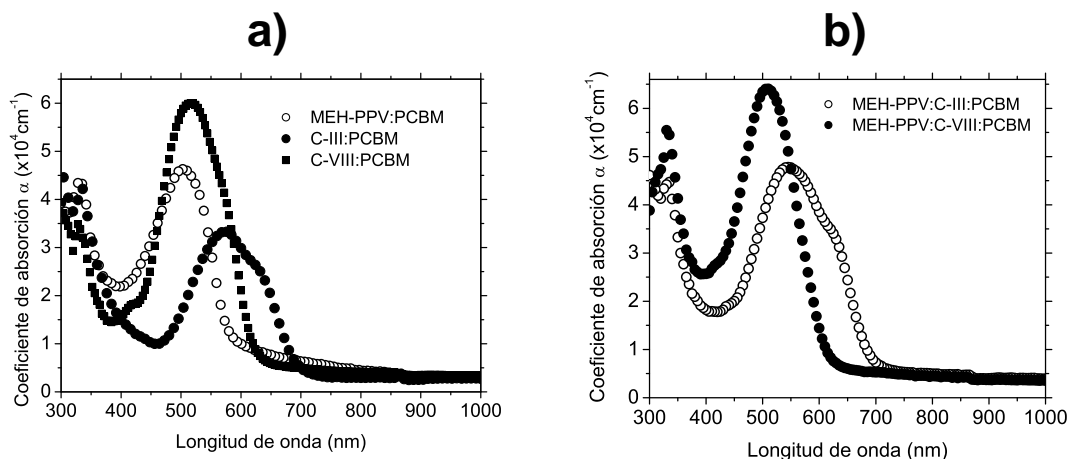 a)
6
5
4
3
2
1
0
300 400 500 600 700 800 900 1000
Coeficiente de absorción α (x10⁴cm⁻¹)
Longitud de onda (nm)
MEH-PPV:PCBM
C-III:PCBM
C-VIII:PCBM
b)
6
5
4
3
2
1
0
300 400 500 600 700 800 900 1000
Coeficiente de absorción α (x10⁴cm⁻¹)
Longitud de onda (nm)
MEH-PPV:C-III:PCBM
MEH-PPV:C-VIII:PCBM